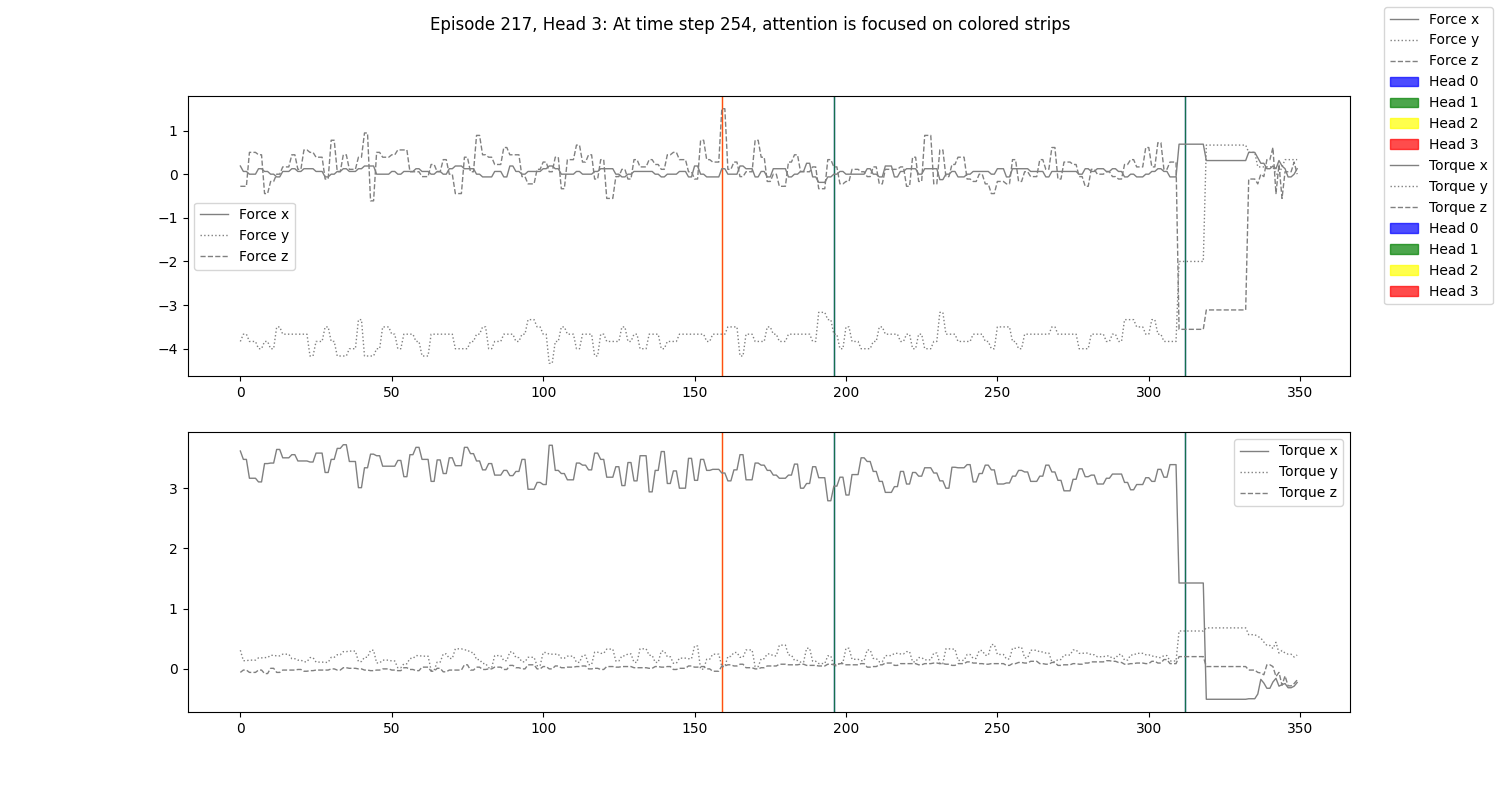 Episode 217, Head 3: At time step 254, attention is focused on colored strips
Force x
Force y
Force z
Head 0
Head 1
Head 2
Head 3
Torque x
Torque y
Torque z
Head 0
Head 1
Head 2
Head 3
1
0
−1
−2
−3
−4
Force x
Force y
Force z
0
50
100
150
200
250
300
350
3
2
1
0
Torque x
Torque y
Torque z
0
50
100
150
200
250
300
350